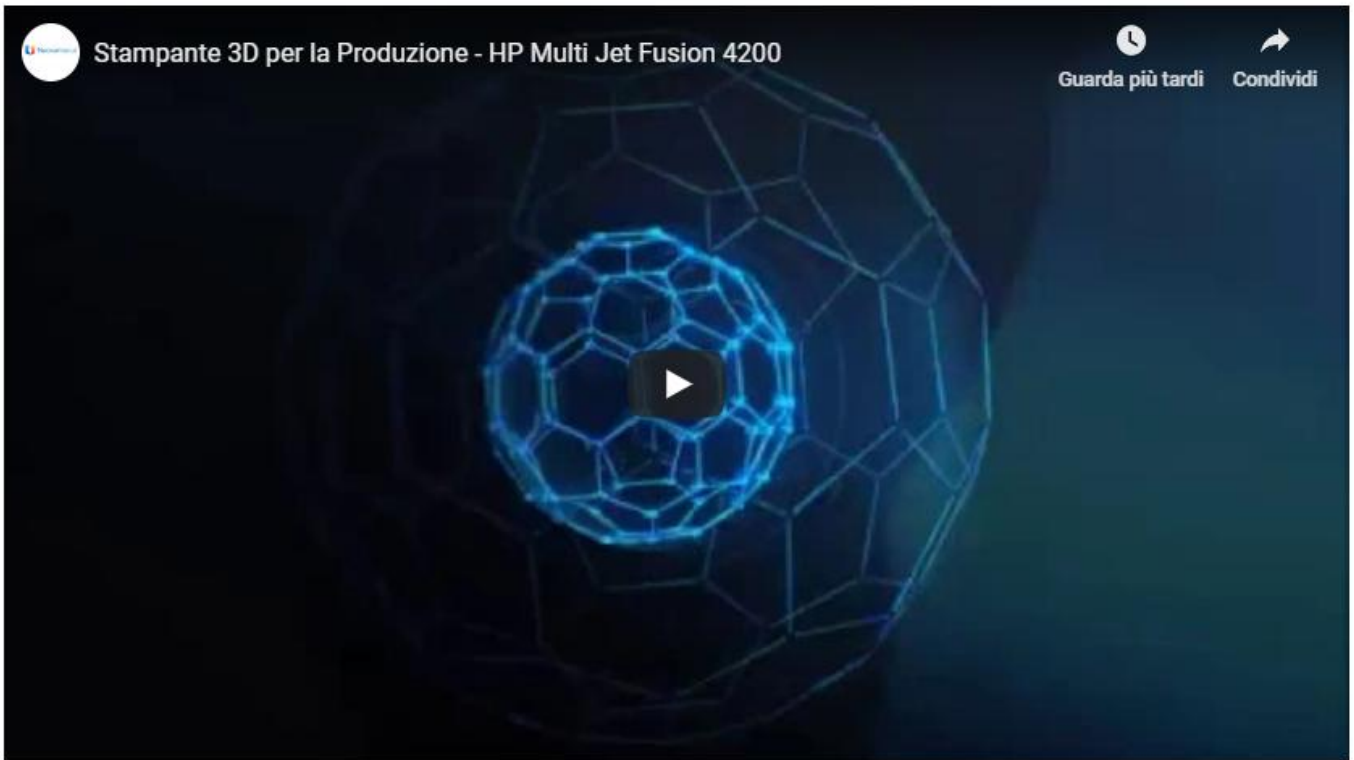 Stampante 3D per la Produzione - HP Multi Jet Fusion 4200
Guarda più tardi
Condividi